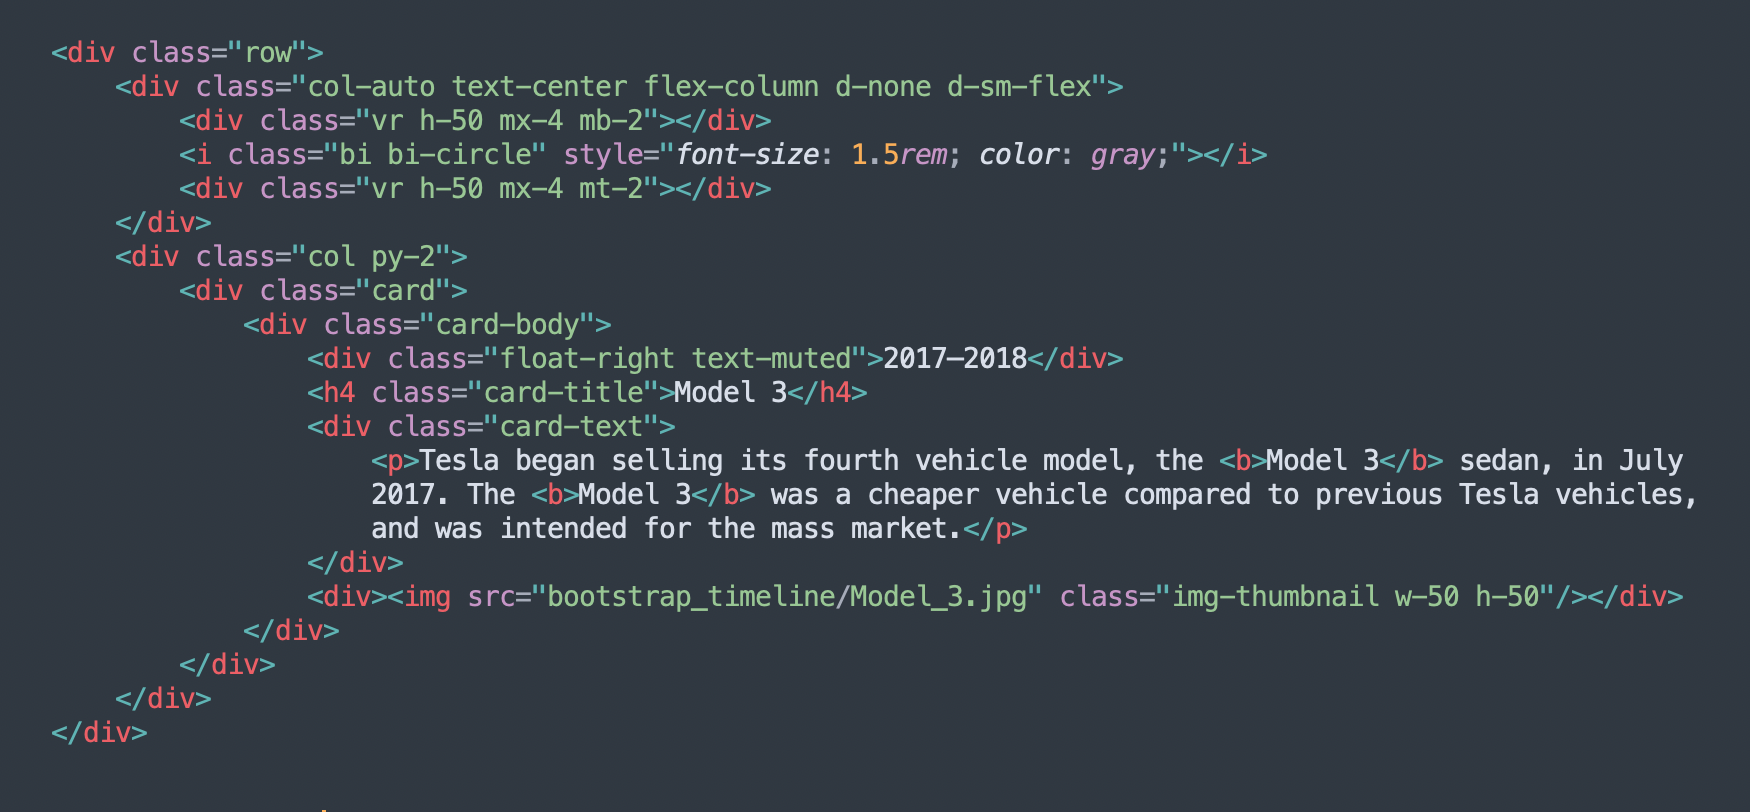 <div class="row">
    <div class="col-auto text-center flex-column d-none d-sm-flex">
        <div class="vr h-50 mx-4 mb-2"></div>
        <i class="bi bi-circle" style="font-size: 1.5rem; color: gray;"></i>
        <div class="vr h-50 mx-4 mt-2"></div>
    </div>
    <div class="col py-2">
        <div class="card">
            <div class="card-body">
                <div class="float-right text-muted">2017–2018</div>
                <h4 class="card-title">Model 3</h4>
                <div class="card-text">
                    <p>Tesla began selling its fourth vehicle model, the <b>Model 3</b> sedan, in July
                    2017. The <b>Model 3</b> was a cheaper vehicle compared to previous Tesla vehicles,
                    and was intended for the mass market.</p>
                </div>
                <div><img src="bootstrap_timeline/Model_3.jpg" class="img-thumbnail w-50 h-50"/></div>
            </div>
        </div>
    </div>
</div>